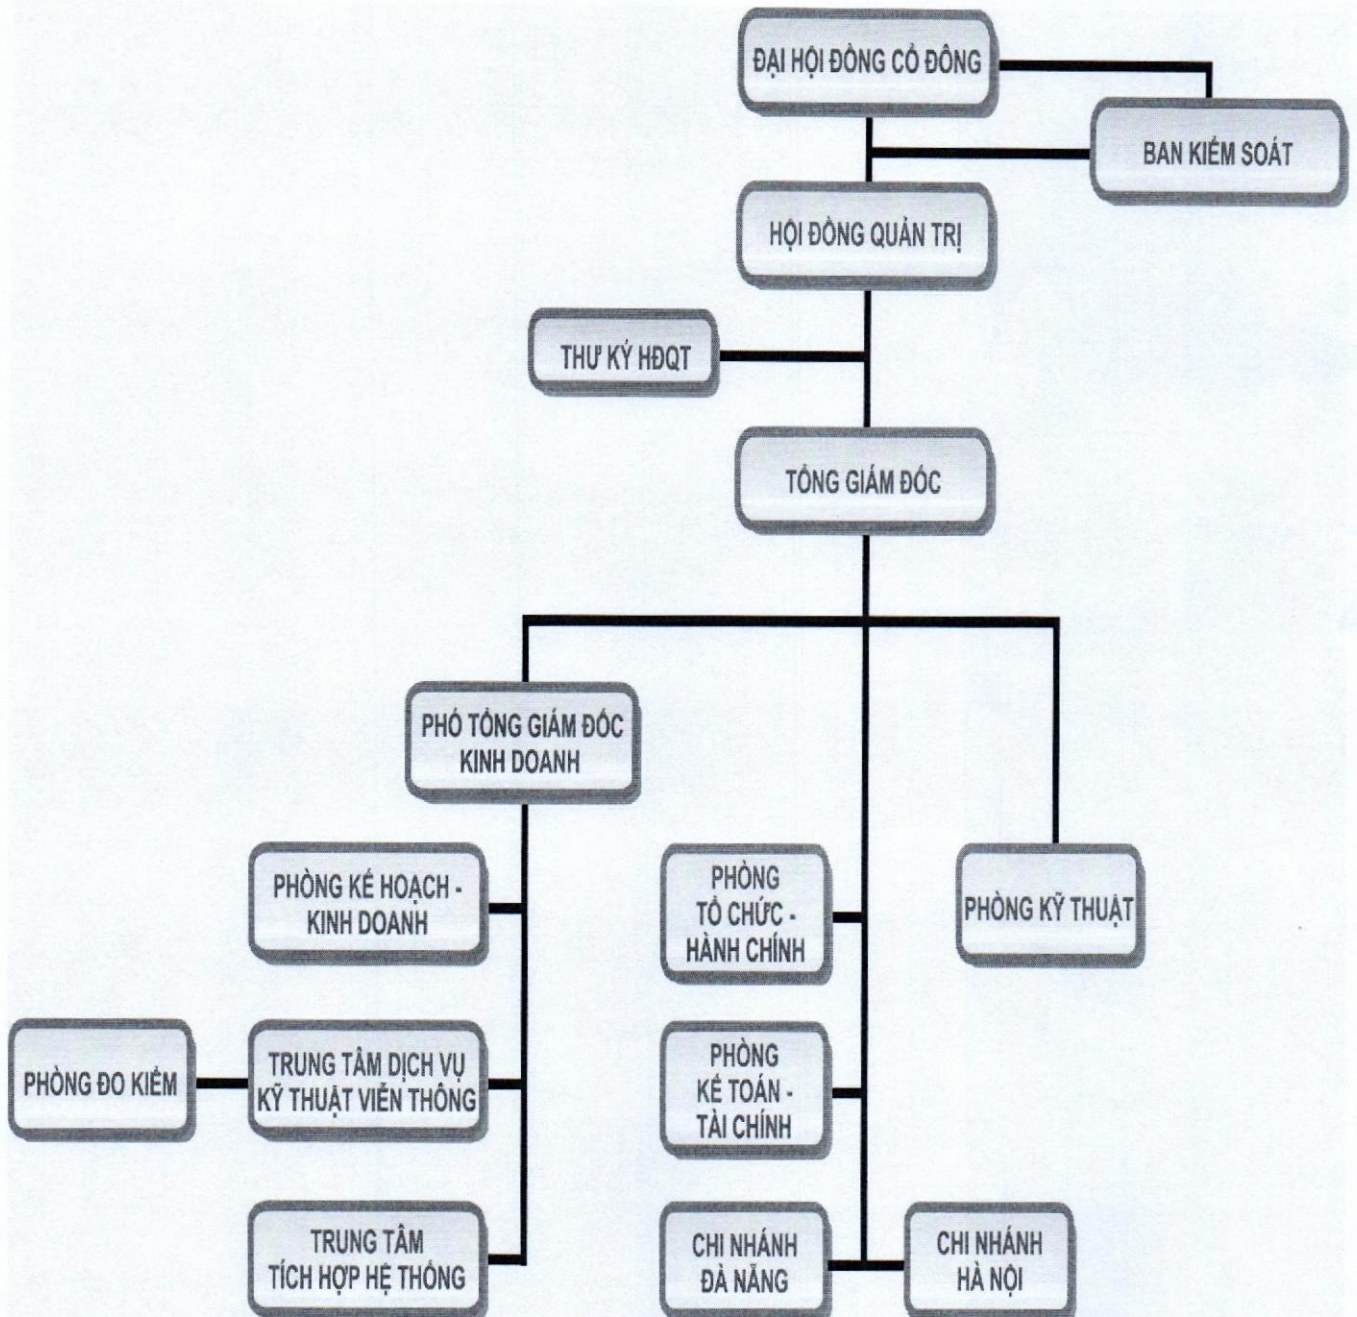 ĐẠI HỘI ĐỒNG CỔ ĐÔNG
BAN KIỂM SOÁT
HỘI ĐỒNG QUẢN TRỊ
THƯ KÝ HĐQT
TỔNG GIÁM ĐỐC
PHÓ TỔNG GIÁM ĐỐC
KINH DOANH
PHÒNG KẾ HOẠCH -
KINH DOANH
PHÒNG
TỔ CHỨC -
HÀNH CHÍNH
PHÒNG KỸ THUẬT
PHÒNG ĐO KIỂM
TRUNG TÂM DỊCH VỤ
KỸ THUẬT VIỄN THÔNG
PHÒNG
KẾ TOÁN -
TÀI CHÍNH
TRUNG TÂM
TÍCH HỢP HỆ THỐNG
CHI NHÁNH
ĐÀ NẴNG
CHI NHÁNH
HÀ NỘI